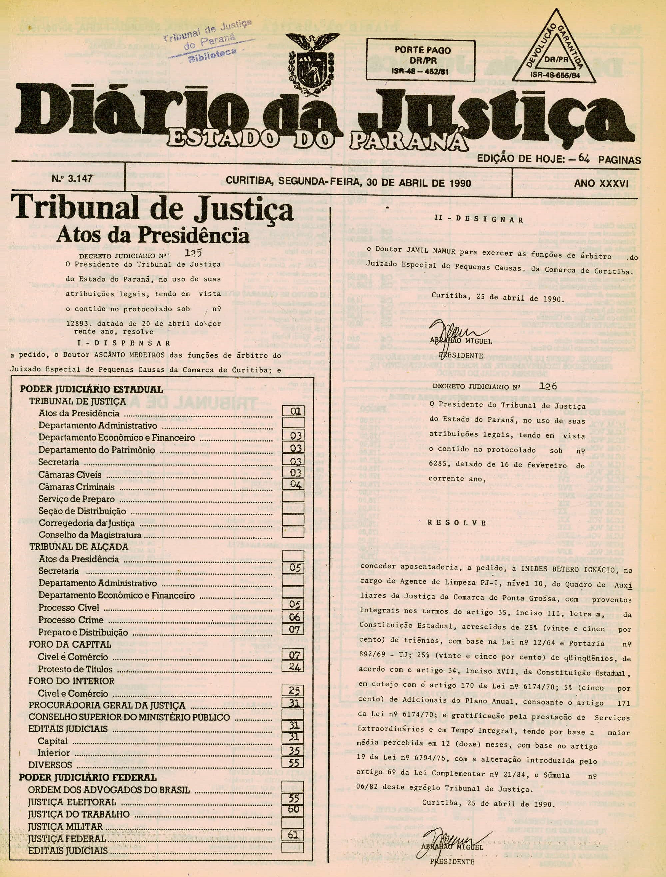 Tribunal de Justiça
do Paraná
Biblioteca
PORTE PAGO
DR/PR
ISR-48 - 452/81
DEVOLUÇÃO GARANTIDA
DR/PR
ISR-48-655/84
Diário da Justiça
ESTADO DO PARANÁ
EDIÇÃO DE HOJE: - 64 PAGINAS
N.º 3.147
CURITIBA, SEGUNDA-FEIRA, 30 DE ABRIL DE 1990
ANO XXXVI
Tribunal de Justiça
Atos da Presidência
DECRETO JUDICIÁRIO Nº 125
O Presidente do Tribunal de Justiça
do Estado do Paraná, no uso de suas
atribuições legais, tendo em vista
o contido no protocolado sob nº
12893, datado de 20 de abril do cor
rente ano, resolve
I - DISPENSAR
a pedido, o Doutor ASCÂNIO MEDEIROS das funções de árbitro do
Juizado Especial de Pequenas Causas da Comarca de Curitiba; e
PODER JUDICIÁRIO ESTADUAL
TRIBUNAL DE JUSTIÇA
Atos da Presidência 01
Departamento Administrativo
Departamento Econômico e Financeiro 03
Departamento do Patrimônio 03
Secretaria 03
Câmaras Cíveis 03
Câmaras Criminais 04
Serviço de Preparo
Seção de Distribuição
Corregedoria da Justiça
Conselho da Magistratura
TRIBUNAL DE ALÇADA
Atos da Presidência
Secretaria 05
Departamento Administrativo
Departamento Econômico e Financeiro
Processo Cível 05
Processo Crime 06
Preparo e Distribuição 07
FORO DA CAPITAL
Cível e Comércio 07
Protesto de Títulos 24
FORO DO INTERIOR
Cível e Comércio 25
PROCURADORIA GERAL DA JUSTIÇA 31
CONSELHO SUPERIOR DO MINISTÉRIO PÚBLICO
EDITAIS JUDICIAIS 31
Capital 31
Interior 35
DIVERSOS 55
PODER JUDICIÁRIO FEDERAL
ORDEM DOS ADVOGADOS DO BRASIL
JUSTIÇA ELEITORAL 55
JUSTIÇA DO TRABALHO 60
JUSTIÇA MILITAR
JUSTIÇA FEDERAL 61
EDITAIS JUDICIAIS
II - DESIGNAR
o Doutor JAMIL NAMUR para exercer as funções de árbitro do
Juizado Especial de Pequenas Causas, da Comarca de Curitiba.
Curitiba, 25 de abril de 1990.
ABRAHÃO MIGUEL
PRESIDENTE
DECRETO JUDICIÁRIO Nº 126
O Presidente do Tribunal de Justiça
do Estado do Paraná, no uso de suas
atribuições legais, tendo em vista
o contido no protocolado sob nº
6285, datado de 16 de fevereiro do
corrente ano,
RESOLVE
conceder aposentadoria, a pedido, a INILDES BETERO IGNÁCIO, no
cargo de Agente de Limpeza PJ-I, nível 10, do Quadro de Auxi
liares da Justiça da Comarca de Ponta Grossa, com proventos
integrais nos termos do artigo 35, inciso III, letra a, da
Constituição Estadual, acrescidos de 25% (vinte e cinco por
cento) de triênios, com base na Lei nº 12/64 e Portaria nº
892/69 - TJ; 25% (vinte e cinco por cento) de qüinqüênios, de
acordo com o artigo 34, inciso XVII, da Constituição Estadual,
em cotejo com o artigo 170 da Lei nº 6174/70; 5% (cinco por
cento) de Adicionais do Plano Anual, consoante o artigo 171
da Lei nº 6174/70; e gratificação pela prestação de Serviços
Extraordinários e em Tempo Integral, tendo por base a maior
média percebida em 12 (doze) meses, com base no artigo
1º da Lei nº 6794/76, com a alteração introduzida pelo
artigo 6º da Lei Complementar nº 21/84, e Súmula nº
06/82 deste egrégio Tribunal de Justiça.
Curitiba, 25 de abril de 1990.
ABRAHÃO MIGUEL
PRESIDENTE